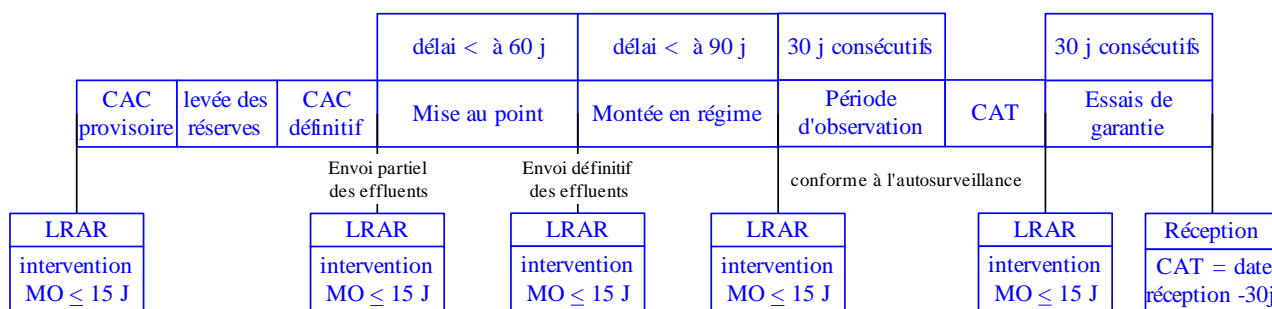 délai < à 60 j
délai < à 90 j
30 j consécutifs
30 j consécutifs
CAC
provisoire
levée des
réserves
CAC
définitif
Mise au point
Montée en régime
Période
d'observation
CAT
Essais de
garantie
Envoi partiel
des effluents
Envoi définitif
des effluents
conforme à l'autosurveillance
LRAR
intervention
MO ≤ 15 J
LRAR
intervention
MO ≤ 15 J
LRAR
intervention
MO ≤ 15 J
LRAR
intervention
MO ≤ 15 J
LRAR
intervention
MO ≤ 15 J
Réception
CAT = date
réception -30j